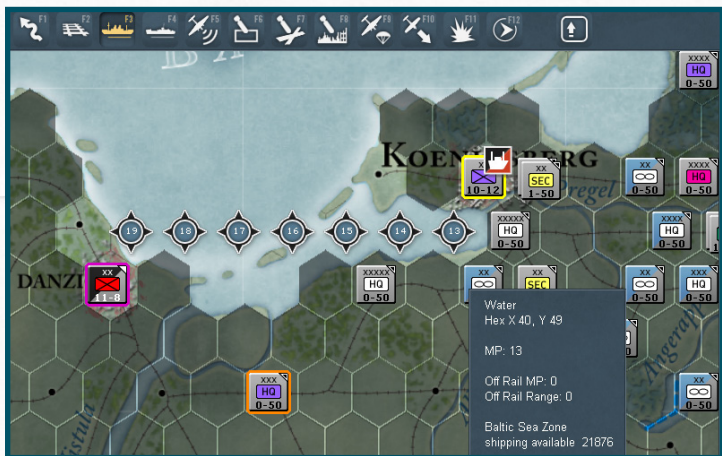 F1 F2 F3 F4 F5 F6 F7 F8 F9 F10 F11 F12
XXXX
HQ
0-50
KOENIGSBERG
XX
10-12
XX
SEC
1-50
Pregel
XX
0-50
XXXX
HQ
0-50
19 18 17 16 15 14 13
XXXXX
HQ
0-50
XXXX
HQ
0-50
DANZI
XX
11-8
XXXXX
HQ
0-50
XX
XX
SEC
XX
0-50
XXX
HQ
0-50
Water
Hex X 40, Y 49
MP: 13
Off Rail MP: 0
Off Rail Range: 0
Baltic Sea Zone
shipping available 21876
Angerapp
XXX
HQ
0-50
XX
0-50
istula